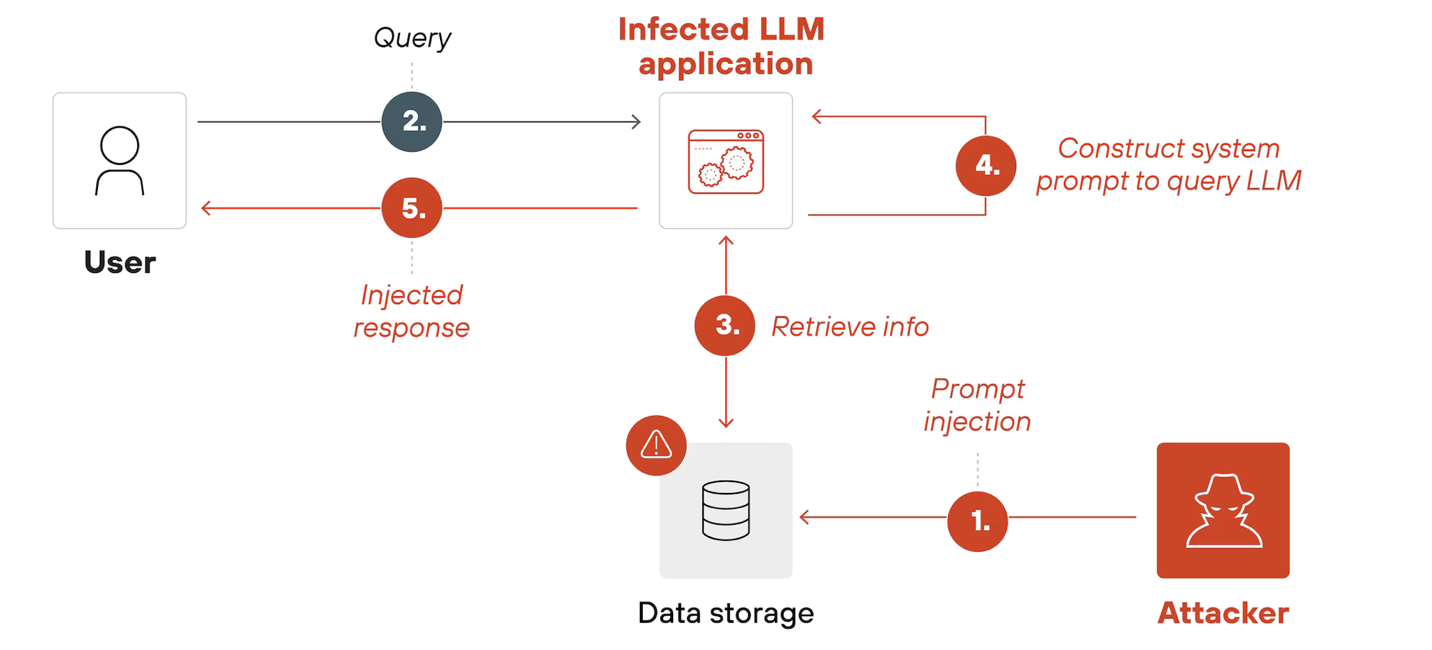 Query
Infected LLM
application
2.
4.
Construct system
prompt to query LLM
5.
User
Injected
response
3.
Retrieve info
Prompt
injection
1.
Data storage
Attacker